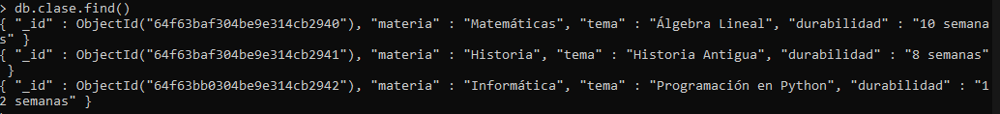 > db.clase.find()
{ "_id" : ObjectId("64f63baf304be9e314cb2940"), "materia" : "Matemáticas", "tema" : "Álgebra Lineal", "durabilidad" : "10 semana
s" }
{ "_id" : ObjectId("64f63baf304be9e314cb2941"), "materia" : "Historia", "tema" : "Historia Antigua", "durabilidad" : "8 semanas"
 }
{ "_id" : ObjectId("64f63bb0304be9e314cb2942"), "materia" : "Informática", "tema" : "Programación en Python", "durabilidad" : "1
2 semanas" }